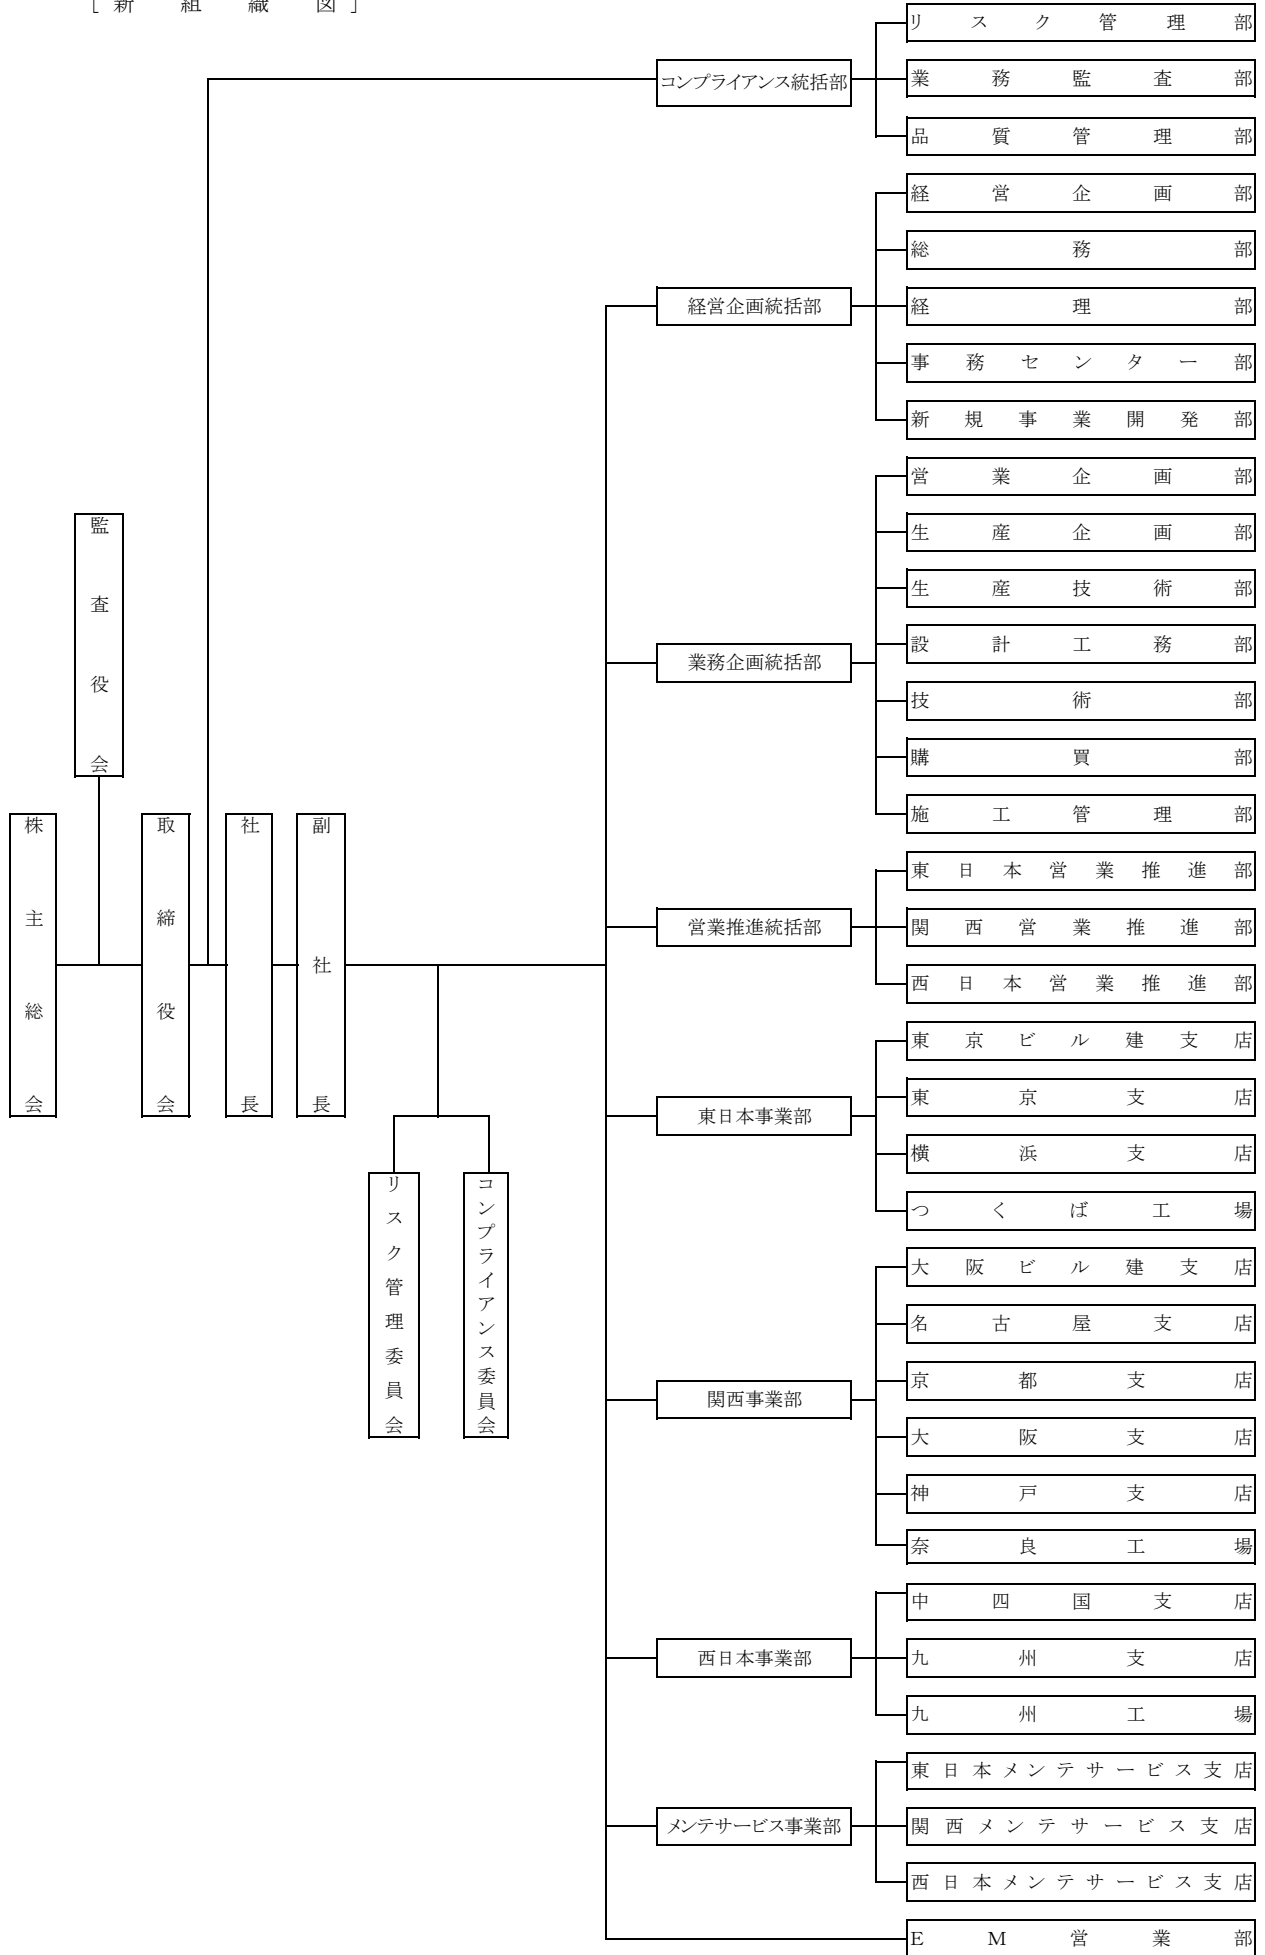 [新組織図]
リスク管理部
コンプライアンス統括部
業務監査部
品質管理部
経営企画部
総務部
経営企画統括部
経理部
事務センター部
新規事業開発部
営業企画部
生産企画部
生産技術部
設計工務部
業務企画統括部
技術部
購買部
施工管理部
監査役会
株主総会
取締役会
社長
副社長
東日本営業推進部
営業推進統括部
関西営業推進部
西日本営業推進部
東京ビル建支店
東京支店
東日本事業部
横浜支店
つくば工場
リスク管理委員会
コンプライアンス委員会
大阪ビル建支店
名古屋支店
京都支店
関西事業部
大阪支店
神戸支店
奈良工場
中四国支店
西日本事業部
九州支店
九州工場
東日本メンテサービス支店
メンテサービス事業部
関西メンテサービス支店
西日本メンテサービス支店
EM営業部